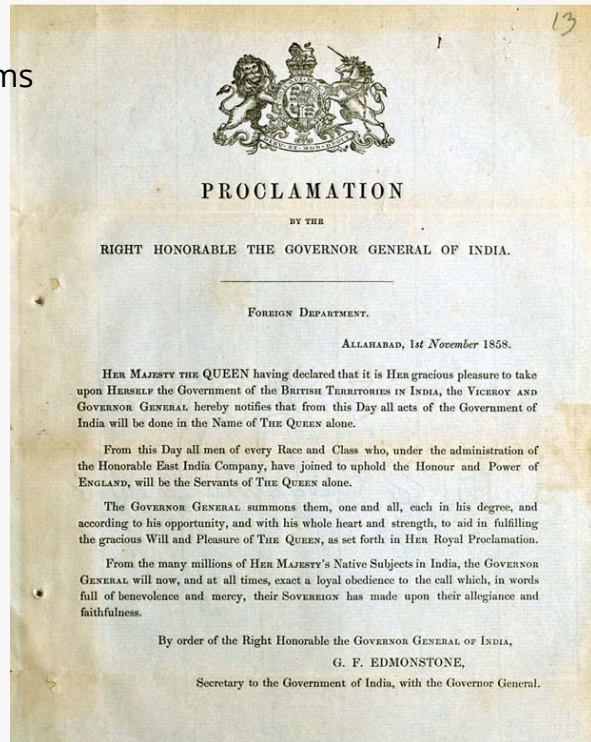 ms
13
DIEU·ET·MON·DROIT
PROCLAMATION
BY THE
RIGHT HONORABLE THE GOVERNOR GENERAL OF INDIA.
FOREIGN DEPARTMENT.
ALLAHABAD, 1st November 1858.
HER MAJESTY THE QUEEN having declared that it is HER gracious pleasure to take
upon HERSELF the Government of the BRITISH TERRITORIES IN INDIA, the VICEROY AND
GOVERNOR GENERAL hereby notifies that from this Day all acts of the Government of
India will be done in the Name of THE QUEEN alone.
From this Day all men of every Race and Class who, under the administration of
the Honorable East India Company, have joined to uphold the Honour and Power of
ENGLAND, will be the Servants of THE QUEEN alone.
The GOVERNOR GENERAL summons them, one and all, each in his degree, and
according to his opportunity, and with his whole heart and strength, to aid in fulfilling
the gracious Will and Pleasure of THE QUEEN, as set forth in HER Royal Proclamation.
From the many millions of HER MAJESTY'S Native Subjects in India, the GOVERNOR
GENERAL will now, and at all times, exact a loyal obedience to the call which, in words
full of benevolence and mercy, their SOVEREIGN has made upon their allegiance and
faithfulness.
By order of the Right Honorable the GOVERNOR GENERAL OF INDIA,
G. F. EDMONSTONE,
Secretary to the Government of India, with the Governor General.